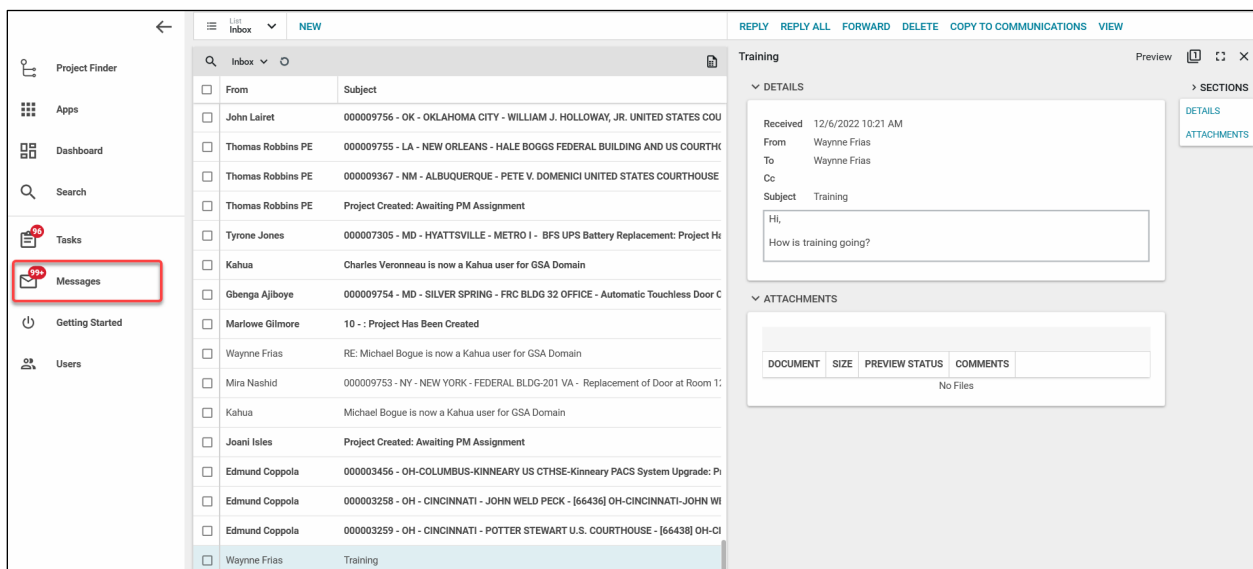 List
Inbox
NEW
REPLY REPLY ALL FORWARD DELETE COPY TO COMMUNICATIONS VIEW
Project Finder
Apps
Dashboard
Search
96
Tasks
99+
Messages
Getting Started
Users
Inbox
From Subject
John Lairet 000009756 - OK - OKLAHOMA CITY - WILLIAM J. HOLLOWAY, JR. UNITED STATES COU
Thomas Robbins PE 000009755 - LA - NEW ORLEANS - HALE BOGGS FEDERAL BUILDING AND US COURTHO
Thomas Robbins PE 000009367 - NM - ALBUQUERQUE - PETE V. DOMENICI UNITED STATES COURTHOUSE
Thomas Robbins PE Project Created: Awaiting PM Assignment
Tyrone Jones 000007305 - MD - HYATTSVILLE - METRO I - BFS UPS Battery Replacement: Project Ha
Kahua Charles Veronneau is now a Kahua user for GSA Domain
Gbenga Ajiboye 000009754 - MD - SILVER SPRING - FRC BLDG 32 OFFICE - Automatic Touchless Door
Marlowe Gilmore 10 - : Project Has Been Created
Waynne Frias RE: Michael Bogue is now a Kahua user for GSA Domain
Mira Nashid 000009753 - NY - NEW YORK - FEDERAL BLDG-201 VA - Replacement of Door at Room
Kahua Michael Bogue is now a Kahua user for GSA Domain
Joani Isles Project Created: Awaiting PM Assignment
Edmund Coppola 000003456 - OH-COLUMBUS-KINNEARY US CTHSE-Kinneary PACS System Upgrade:
Edmund Coppola 000003258 - OH - CINCINNATI - JOHN WELD PECK - [66436] OH-CINCINNATI-JOHN
Edmund Coppola 000003259 - OH - CINCINNATI - POTTER STEWART U.S. COURTHOUSE - [66438]
Waynne Frias Training
Training Preview 1
DETAILS
Received 12/6/2022 10:21 AM
From Waynne Frias
To Waynne Frias
Cc
Subject Training
Hi,
How is training going?
ATTACHMENTS
DOCUMENT SIZE PREVIEW STATUS COMMENTS
No Files
SECTIONS
DETAILS
ATTACHMENTS